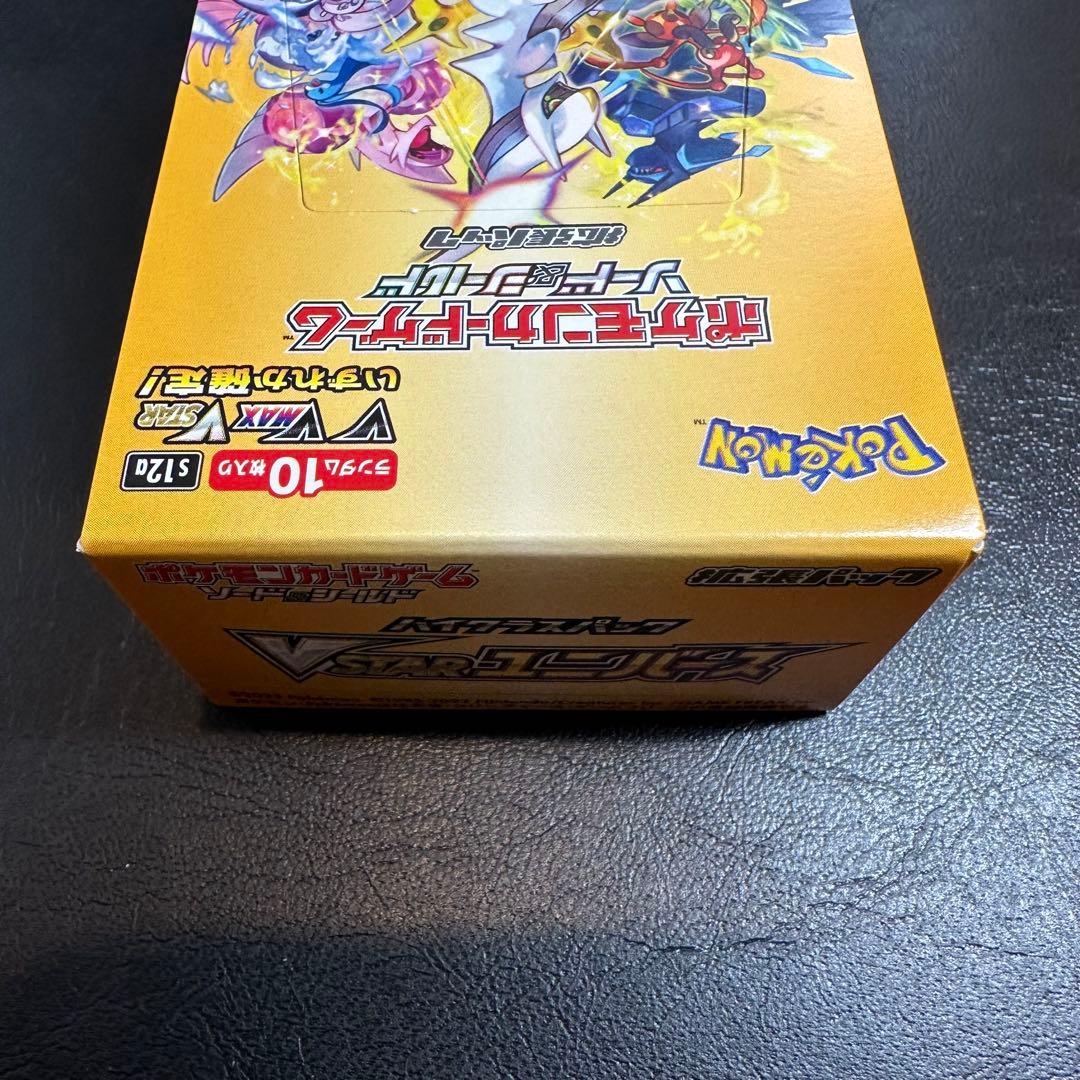 拡張パック
ポケモンカードゲーム™
ソード&シールド
V VMAX VSTAR
いずれか確定!
ランダム10枚入り
s12a
Pokémon™
ポケモンカードゲーム
ソード&シールド
拡張パック
ハイクラスパック
VSTARユニバース